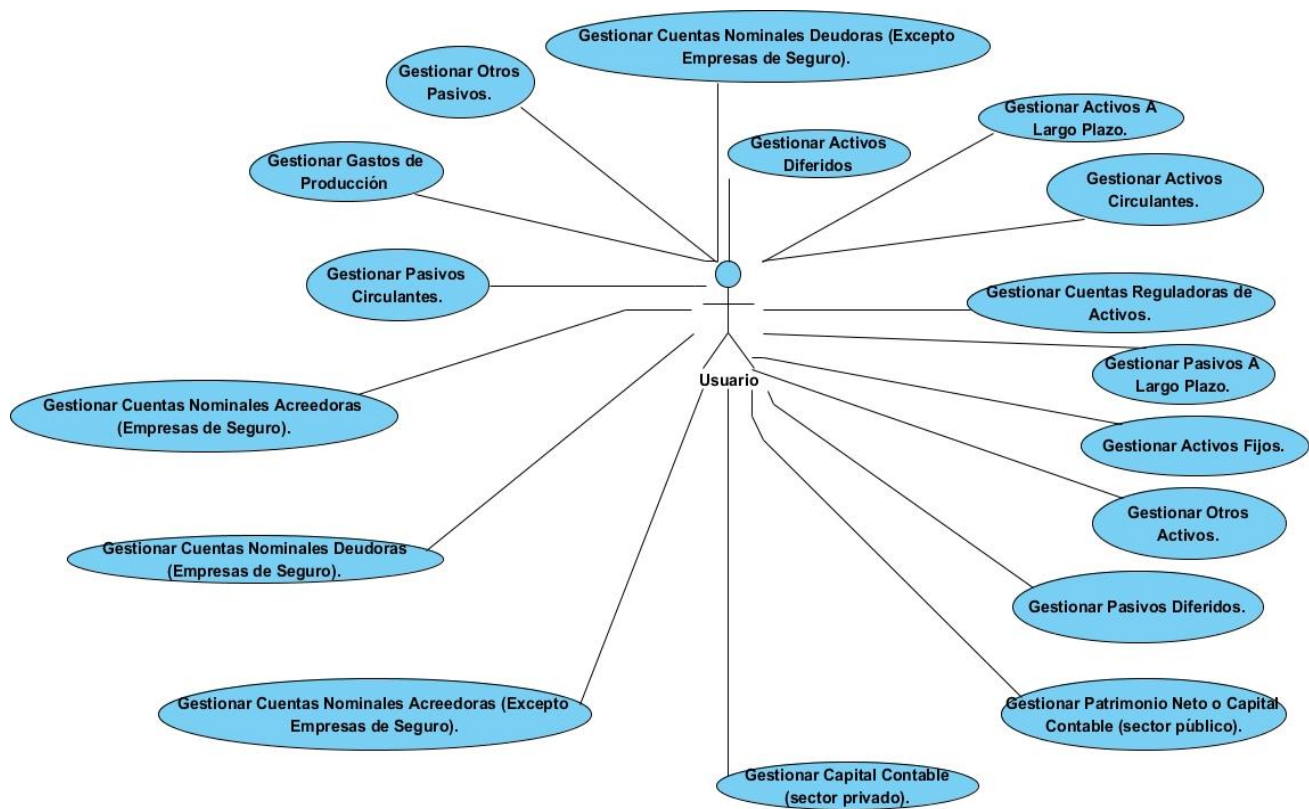 Gestionar Cuentas Nominales Deudoras (Excepto
Empresas de Seguro).
Gestionar Otros
Pasivos.
Gestionar Activos A
Largo Plazo.
Gestionar Activos
Diferidos
Gestionar Gastos de
Producción
Gestionar Activos
Circulantes.
Gestionar Pasivos
Circulantes.
Gestionar Cuentas Reguladoras de
Activos.
Gestionar Pasivos A
Largo Plazo.
Usuario
Gestionar Cuentas Nominales Acreedoras
(Empresas de Seguro).
Gestionar Activos Fijos.
Gestionar Otros
Activos.
Gestionar Cuentas Nominales Deudoras
(Empresas de Seguro).
Gestionar Pasivos Diferidos.
Gestionar Cuentas Nominales Acreedoras (Excepto
Empresas de Seguro).
Gestionar Patrimonio Neto o Capital
Contable (sector público).
Gestionar Capital Contable
(sector privado).